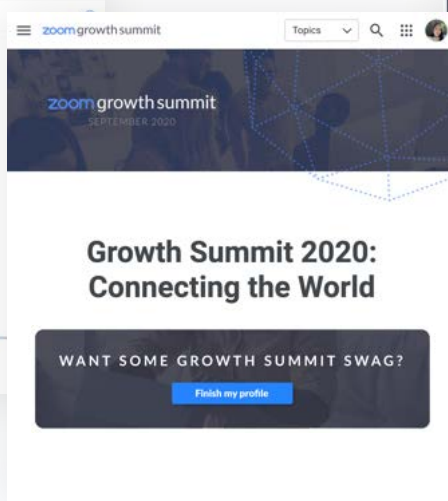 zoom growth summit
Topics
zoom growth summit
SEPTEMBER 2020
Growth Summit 2020:
Connecting the World
WANT SOME GROWTH SUMMIT SWAG?
Finish my profile